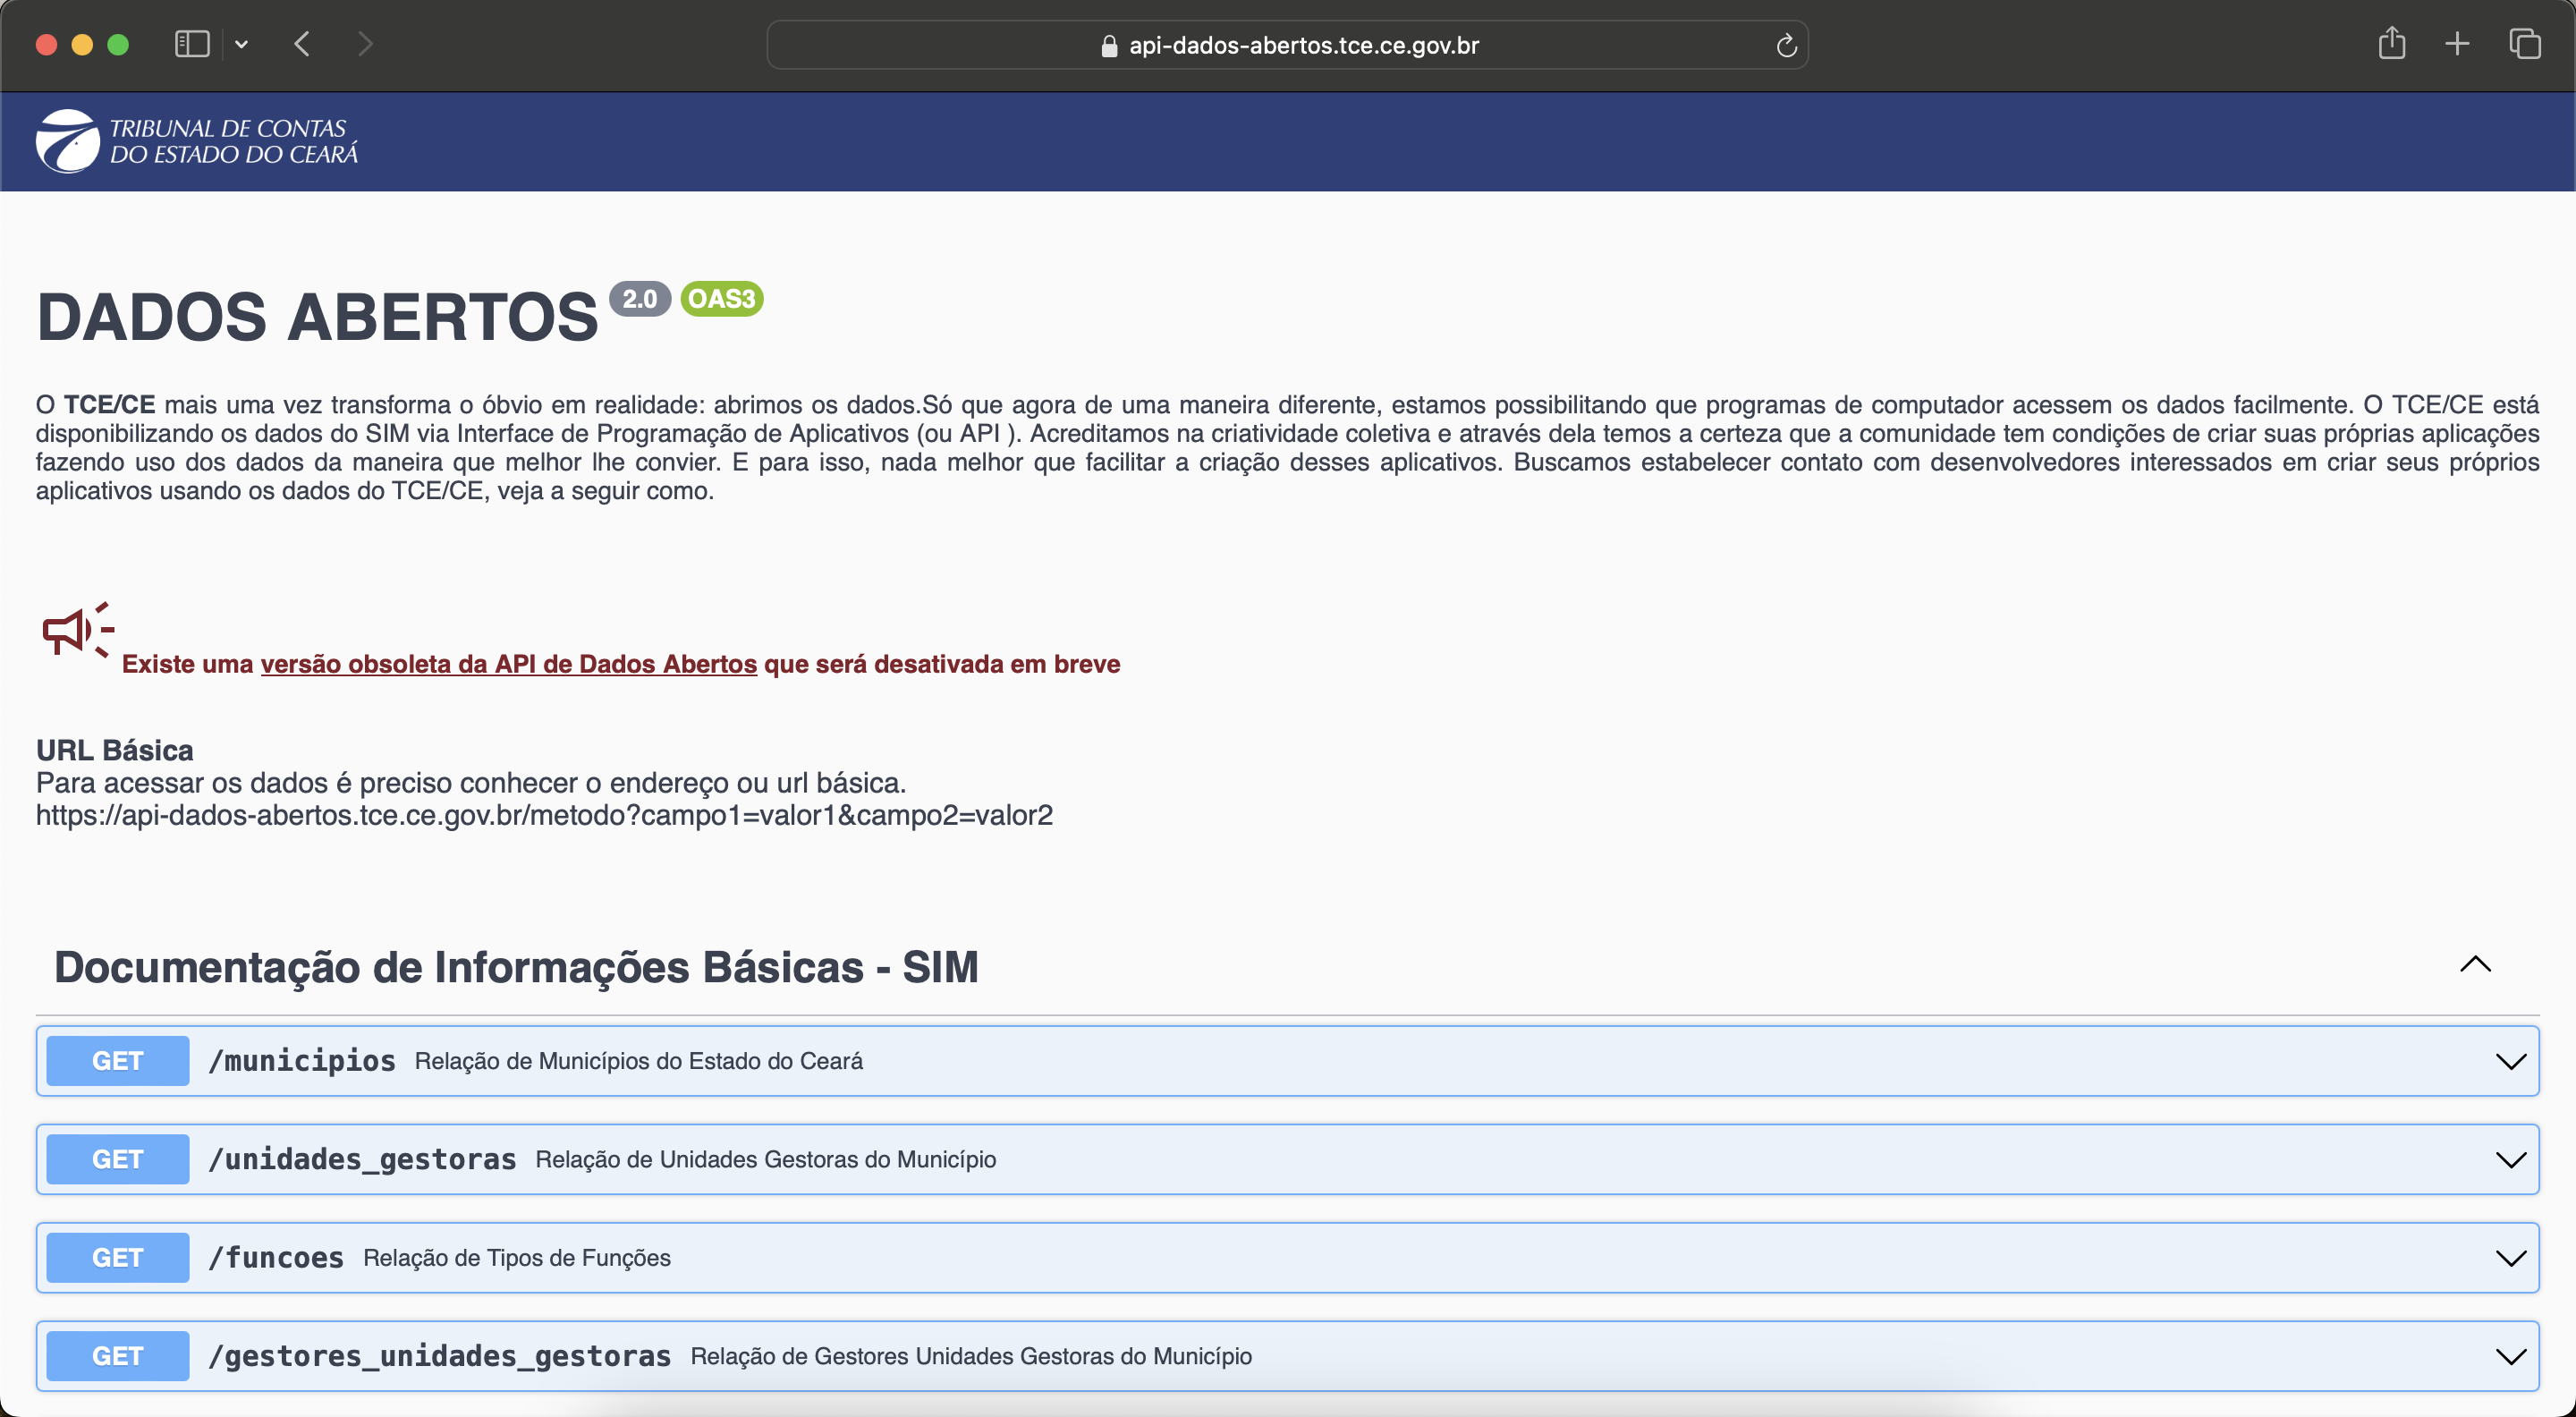 api-dados-abertos.tce.ce.gov.br
TRIBUNAL DE CONTAS
DO ESTADO DO CEARÁ
DADOS ABERTOS 2.0 OAS3
O TCE/CE mais uma vez transforma o óbvio em realidade: abrimos os dados.Só que agora de uma maneira diferente, estamos possibilitando que programas de computador acessem os dados facilmente. O TCE/CE está
disponibilizando os dados do SIM via Interface de Programação de Aplicativos (ou API ). Acreditamos na criatividade coletiva e através dela temos a certeza que a comunidade tem condições de criar suas próprias aplicações
fazendo uso dos dados da maneira que melhor lhe convier. E para isso, nada melhor que facilitar a criação desses aplicativos. Buscamos estabelecer contato com desenvolvedores interessados em criar seus próprios
aplicativos usando os dados do TCE/CE, veja a seguir como.
Existe uma versão obsoleta da API de Dados Abertos que será desativada em breve
URL Básica
Para acessar os dados é preciso conhecer o endereço ou url básica.
https://api-dados-abertos.tce.ce.gov.br/metodo?campo1=valor1&campo2=valor2
Documentação de Informações Básicas - SIM
GET /municipios Relação de Municípios do Estado do Ceará
GET /unidades_gestoras Relação de Unidades Gestoras do Município
GET /funcoes Relação de Tipos de Funções
GET /gestores_unidades_gestoras Relação de Gestores Unidades Gestoras do Município